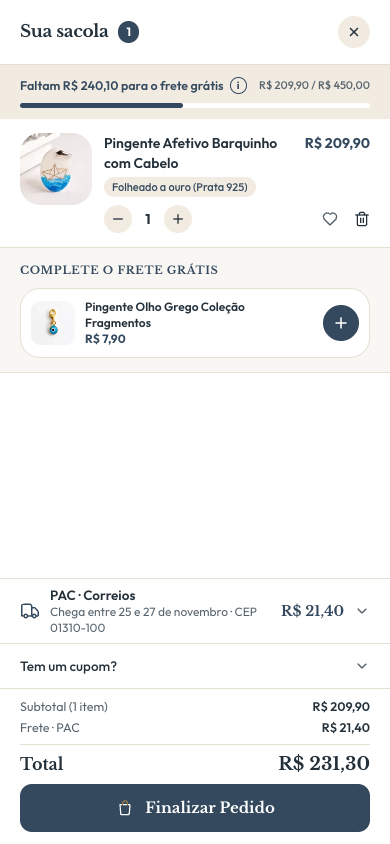 Sua sacola 1
Faltam R$ 240,10 para o frete grátis i R$ 209,90 / R$ 450,00
Pingente Afetivo Barquinho com Cabelo
R$ 209,90
Folheado a ouro (Prata 925)
1
COMPLETE O FRETE GRÁTIS
Pingente Olho Grego Coleção
Fragmentos
R$ 7,90
PAC · Correios
Chega entre 25 e 27 de novembro · CEP
01310-100
R$ 21,40
Tem um cupom?
Subtotal (1 item) R$ 209,90
Frete · PAC R$ 21,40
Total R$ 231,30
Finalizar Pedido